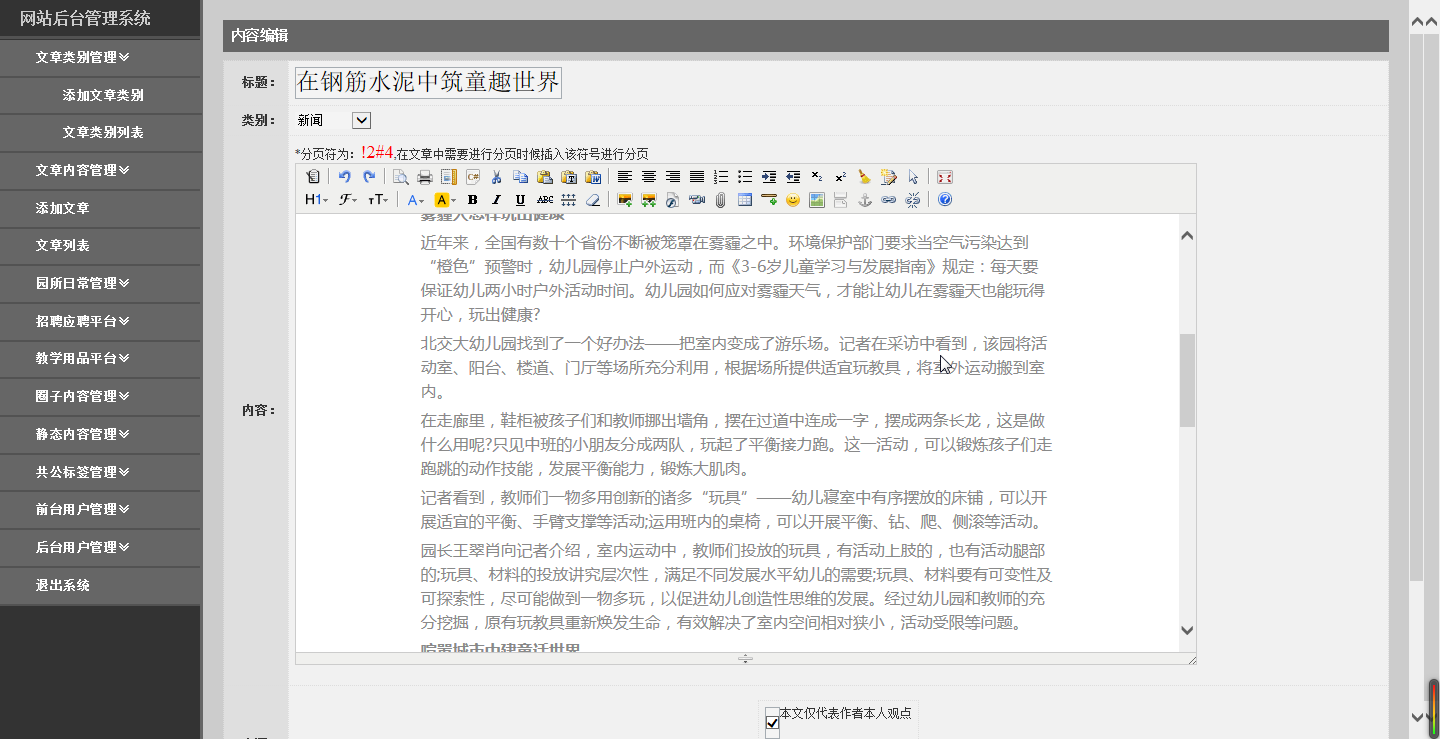 网站后台管理系统
文章类别管理
添加文章类别
文章类别列表
文章内容管理
添加文章
文章列表
园所日常管理
招聘应聘平台
教学用品平台
圈子内容管理
静态内容管理
共公标签管理
前台用户管理
后台用户管理
退出系统
内容编辑
标题：
在钢筋水泥中筑童趣世界
类别：
新闻
*分页符为：!2#4,在文章中需要进行分页时候插入该符号进行分页
内容：
雾霾天怎样玩出健康
近年来，全国有数十个省份不断被笼罩在雾霾之中。环境保护部门要求当空气污染达到
“橙色”预警时，幼儿园停止户外运动，而《3-6岁儿童学习与发展指南》规定：每天要
保证幼儿两小时户外活动时间。幼儿园如何应对雾霾天气，才能让幼儿在雾霾天也能玩得
开心，玩出健康?
北交大幼儿园找到了一个好办法——把室内变成了游乐场。记者在采访中看到，该园将活
动室、阳台、楼道、门厅等场所充分利用，根据场所提供适宜玩教具，将室外运动搬到室
内。
在走廊里，鞋柜被孩子们和教师挪出墙角，摆在过道中连成一字，摆成两条长龙，这是做
什么用呢?只见中班的小朋友分成两队，玩起了平衡接力跑。这一活动，可以锻炼孩子们走
跑跳的动作技能，发展平衡能力，锻炼大肌肉。
记者看到，教师们一物多用创新的诸多“玩具”——幼儿寝室中有序摆放的床铺，可以开
展适宜的平衡、手臂支撑等活动;运用班内的桌椅，可以开展平衡、钻、爬、侧滚等活动。
园长王翠肖向记者介绍，室内运动中，教师们投放的玩具，有活动上肢的，也有活动腿部
的;玩具、材料的投放讲究层次性，满足不同发展水平幼儿的需要;玩具、材料要有可变性及
可探索性，尽可能做到一物多玩，以促进幼儿创造性思维的发展。经过幼儿园和教师的充
分挖掘，原有玩教具重新焕发生命，有效解决了室内空间相对狭小，活动受限等问题。
喧嚣城市中建童话世界
本文仅代表作者本人观点